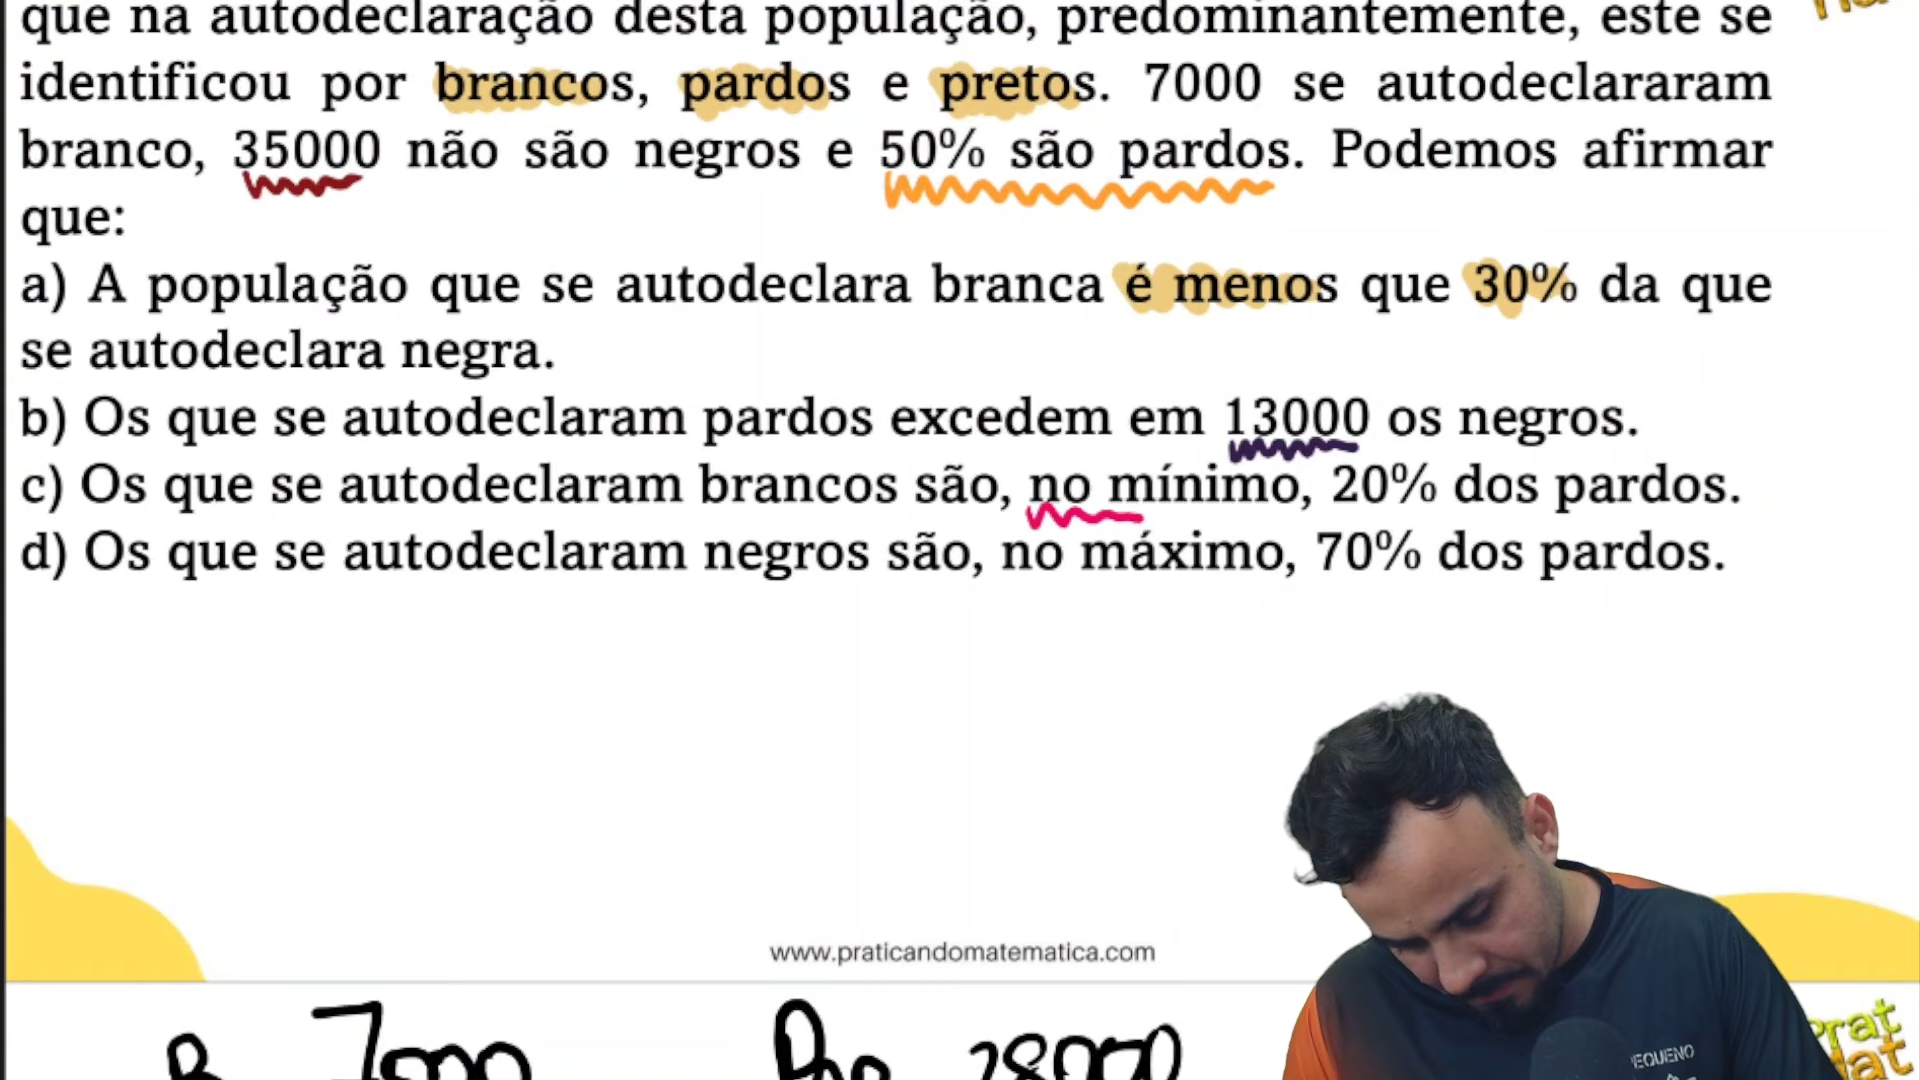 que na autodeclaração desta população, predominantemente, este se
identificou por brancos, pardos e pretos. 7000 se autodeclararam
branco, 35000 não são negros e 50% são pardos. Podemos afirmar
que:
a) A população que se autodeclara branca é menos que 30% da que
se autodeclara negra.
b) Os que se autodeclaram pardos excedem em 13000 os negros.
c) Os que se autodeclaram brancos são, no mínimo, 20% dos pardos.
d) Os que se autodeclaram negros são, no máximo, 70% dos pardos.
www.praticandomatematica.com
B 7000 28000